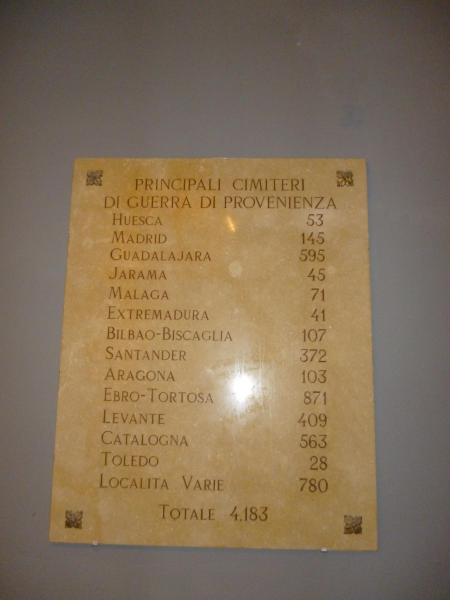 PRINCIPALI CIMITERI
DI GUERRA DI PROVENIENZA
HUESCA 53
MADRID 145
GUADALAJARA 595
JARAMA 45
MALAGA 71
EXTREMADURA 41
BILBAO-BISCAGLIA 107
SANTANDER 372
ARAGONA 103
EBRO-TORTOSA 871
LEVANTE 409
CATALOGNA 563
TOLEDO 28
LOCALITA VARIE 780
TOTALE 4.183